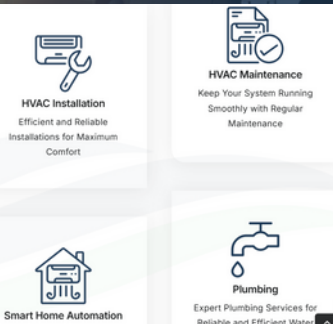 HVAC Installation
Efficient and Reliable
Installations for Maximum
Comfort
HVAC Maintenance
Keep Your System Running
Smoothly with Regular
Maintenance
Smart Home Automation
Plumbing
Expert Plumbing Services for
Reliable and Efficient Water